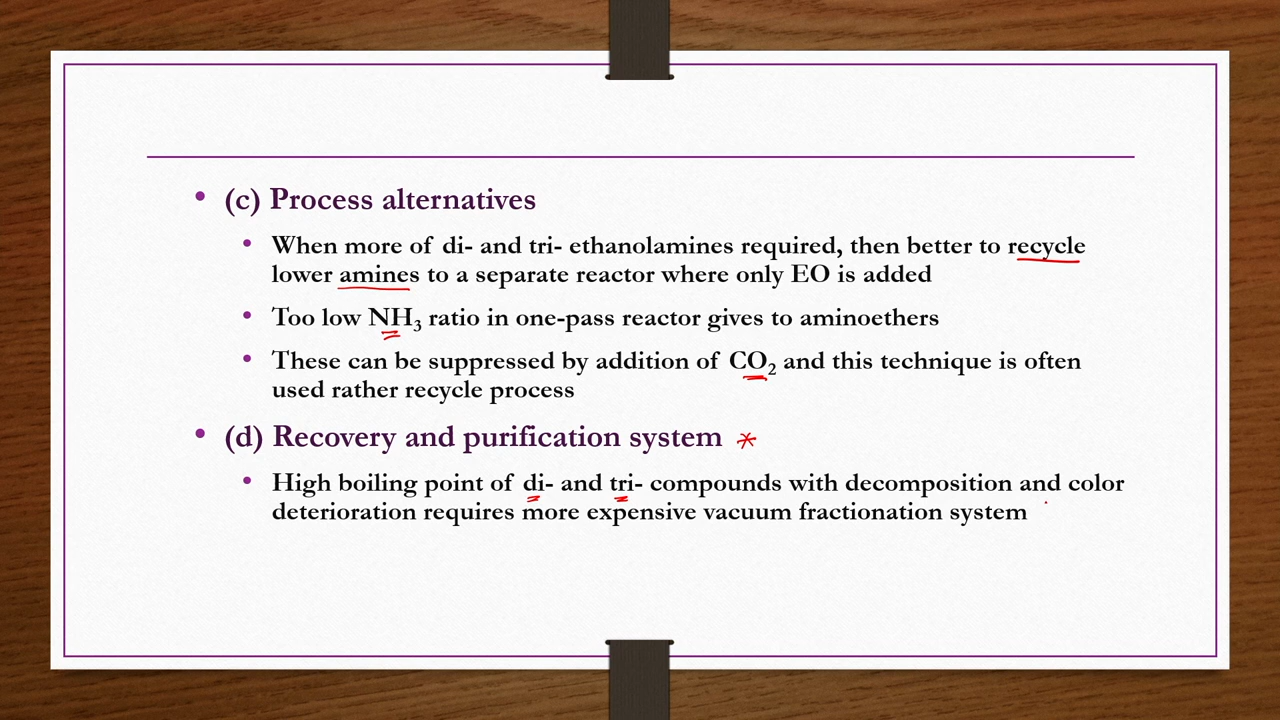 • (c) Process alternatives
• When more of di- and tri- ethanolamines required, then better to recycle
lower amines to a separate reactor where only EO is added
• Too low NH₃ ratio in one-pass reactor gives to aminoethers
• These can be suppressed by addition of CO₂ and this technique is often
used rather recycle process
• (d) Recovery and purification system *
• High boiling point of di- and tri- compounds with decomposition and color
deterioration requires more expensive vacuum fractionation system